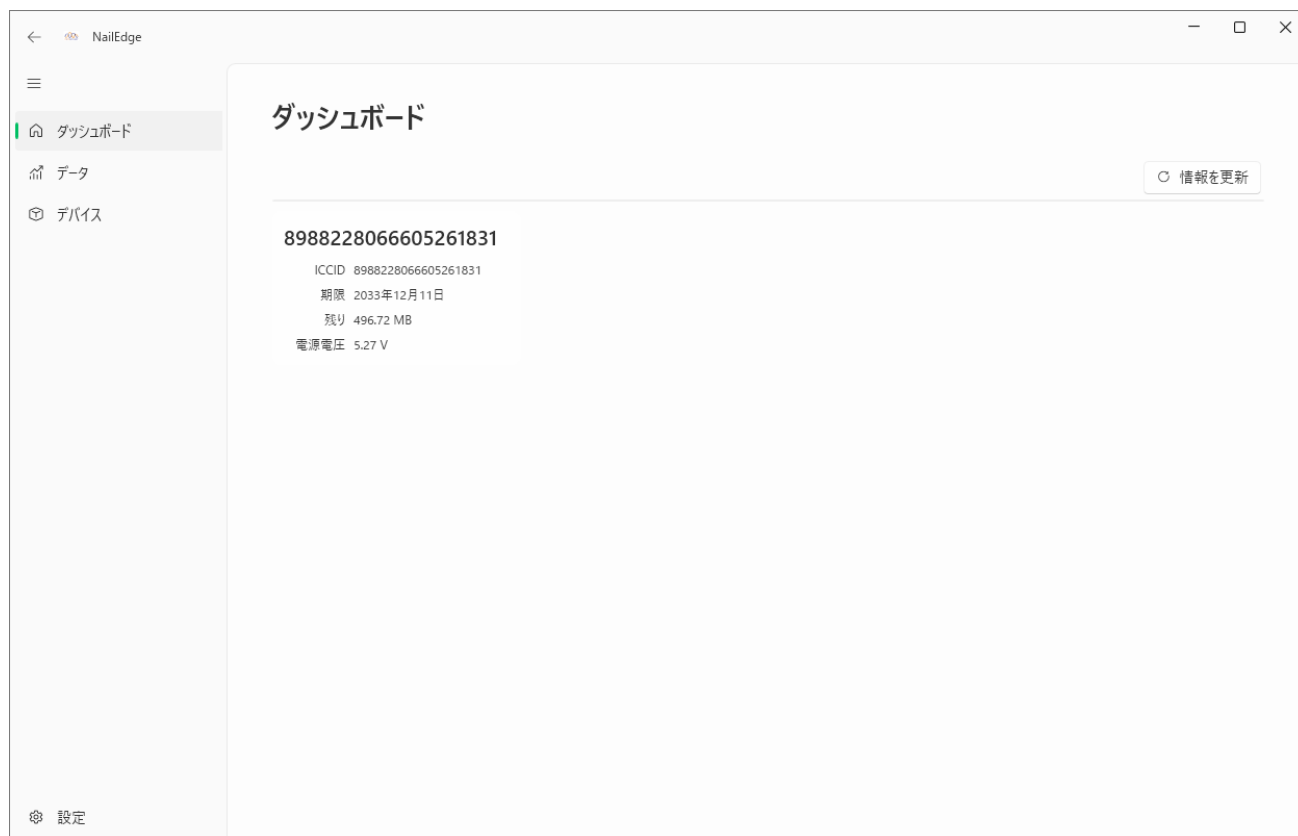 NailEdge
ダッシュボード
データ
デバイス
設定
ダッシュボード
情報を更新
8988228066605261831
ICCID 8988228066605261831
期限 2033年12月11日
残り 496.72 MB
電源電圧 5.27 V